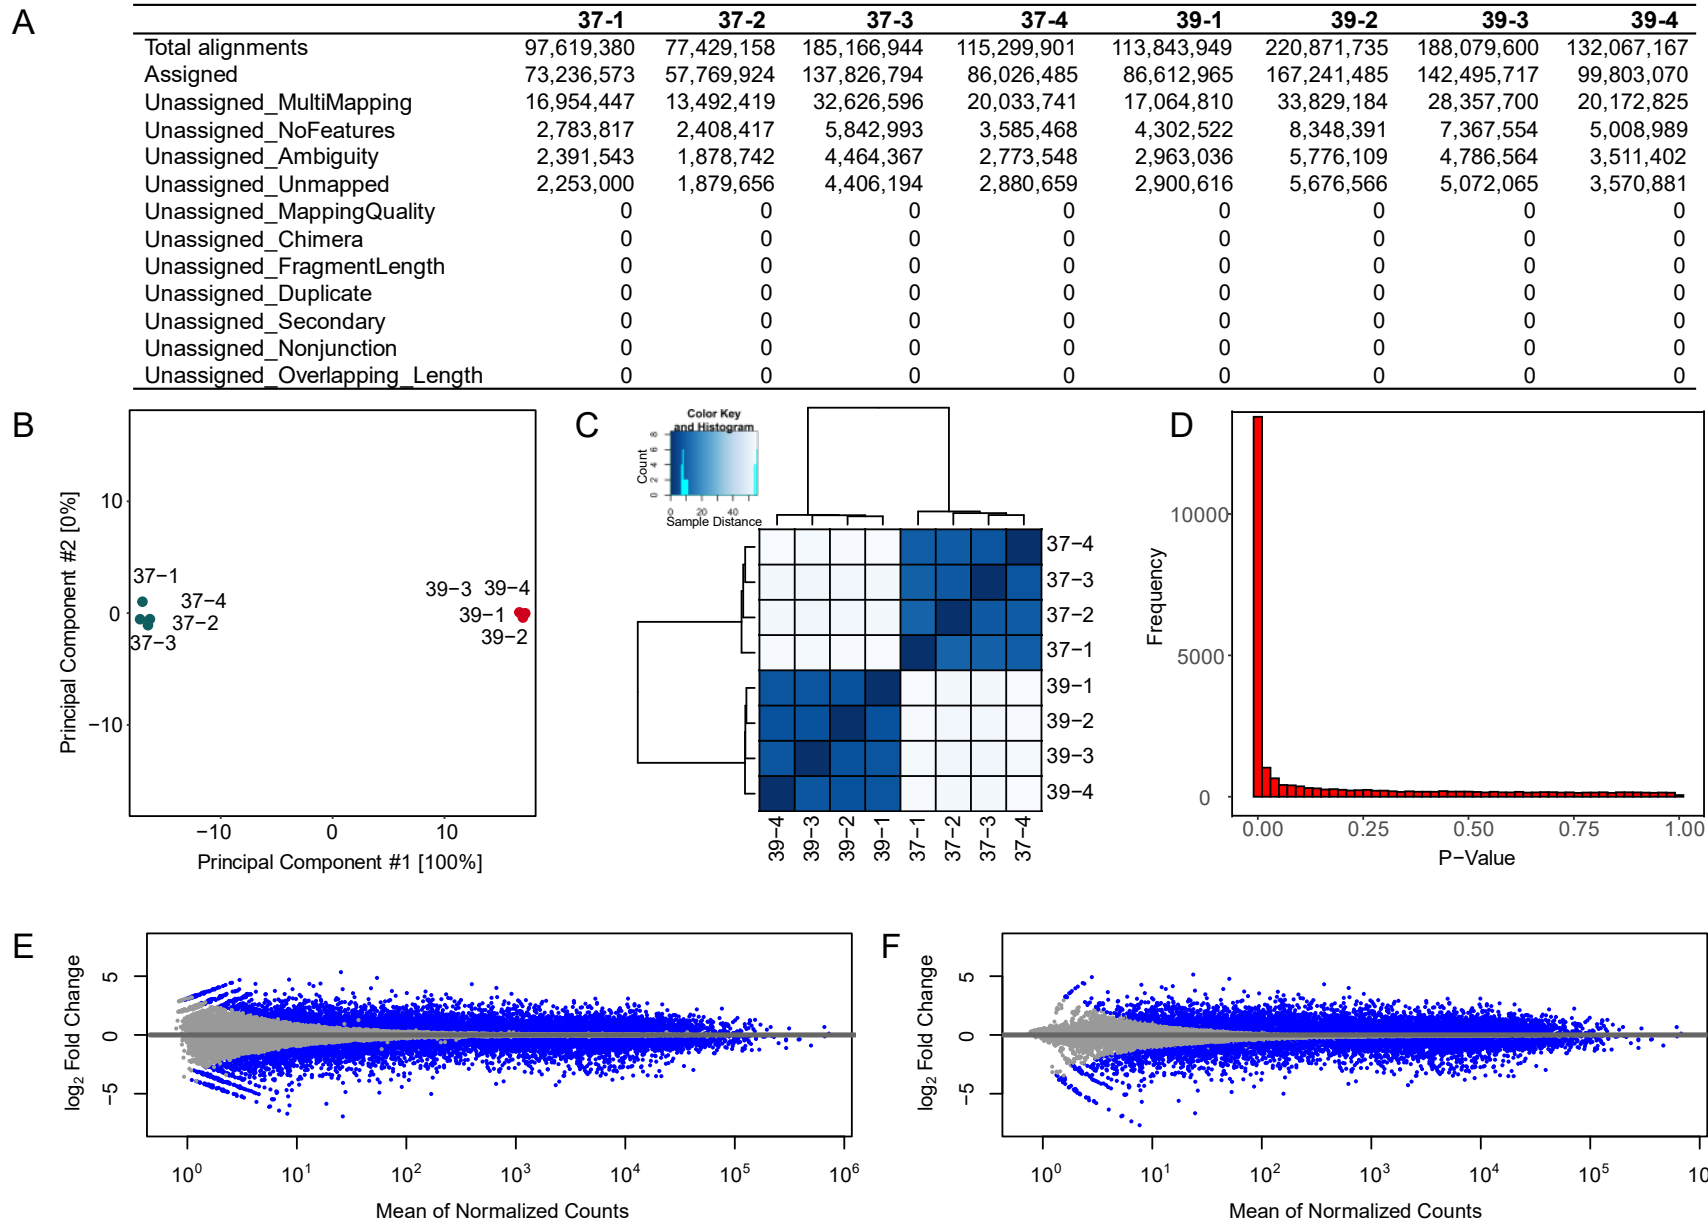 A
37-1 37-2 37-3 37-4 39-1 39-2 39-3 39-4
Total alignments 97,619,380 77,429,158 185,166,944 115,299,901 113,843,949 220,871,735 188,079,600 132,067,167
Assigned 73,236,573 57,769,924 137,826,794 86,026,485 86,612,965 167,241,485 142,495,717 99,803,070
Unassigned_MultiMapping 16,954,447 13,492,419 32,626,596 20,033,741 17,064,810 33,829,184 28,357,700 20,172,825
Unassigned_NoFeatures 2,783,817 2,408,417 5,842,993 3,585,468 4,302,522 8,348,391 7,367,554 5,008,989
Unassigned_Ambiguity 2,391,543 1,878,742 4,464,367 2,773,548 2,963,036 5,776,109 4,786,564 3,511,402
Unassigned_Unmapped 2,253,000 1,879,656 4,406,194 2,880,659 2,900,616 5,676,566 5,072,065 3,570,881
Unassigned_MappingQuality 0 0 0 0 0 0 0 0
Unassigned_Chimera 0 0 0 0 0 0 0 0
Unassigned_FragmentLength 0 0 0 0 0 0 0 0
Unassigned_Duplicate 0 0 0 0 0 0 0 0
Unassigned_Secondary 0 0 0 0 0 0 0 0
Unassigned_Nonjunction 0 0 0 0 0 0 0 0
Unassigned_Overlapping_Length 0 0 0 0 0 0 0 0
B
Principal Component #2 [0%]
10
0
−10
37−1
37−4
37−2
37−3
39−3 39−4
39−1
39−2
−10 0 10
Principal Component #1 [100%]
C
Color Key
and Histogram
Count
0 2 4 6 8
0 20 40
Sample Distance
37−4
37−3
37−2
37−1
39−1
39−2
39−3
39−4
39−4 39−3 39−2 39−1 37−1 37−2 37−3 37−4
D
Frequency
10000
5000
0
0.00 0.25 0.50 0.75 1.00
P−Value
E
log2 Fold Change
5
0
−5
10^0 10^1 10^2 10^3 10^4 10^5 10^6
Mean of Normalized Counts
F
log2 Fold Change
5
0
−5
10^0 10^1 10^2 10^3 10^4 10^5 10
Mean of Normalized Counts